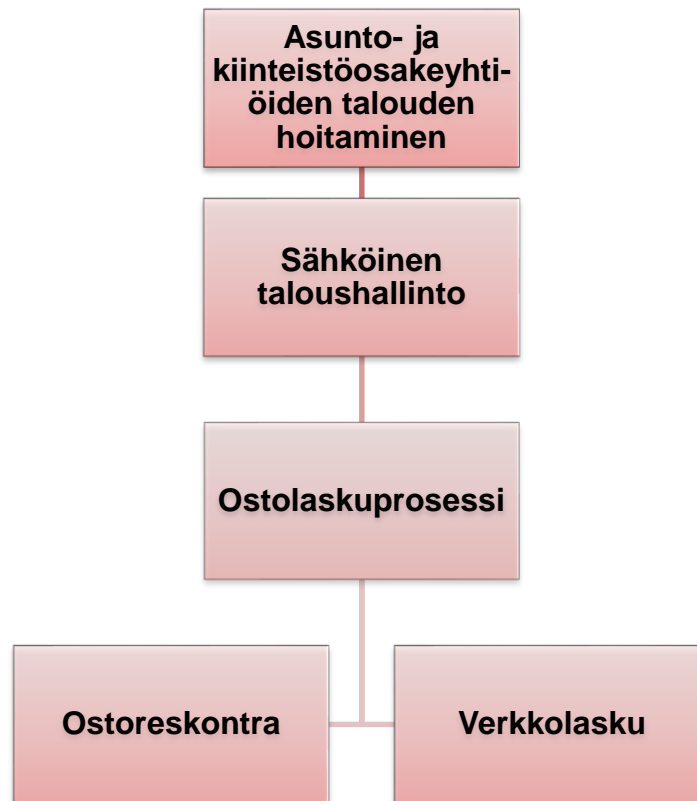 Asunto- ja
kiinteistöosakeyhti-
öiden talouden
hoitaminen
Sähköinen
taloushallinto
Ostolaskuprosessi
Ostoreskontra
Verkkolasku